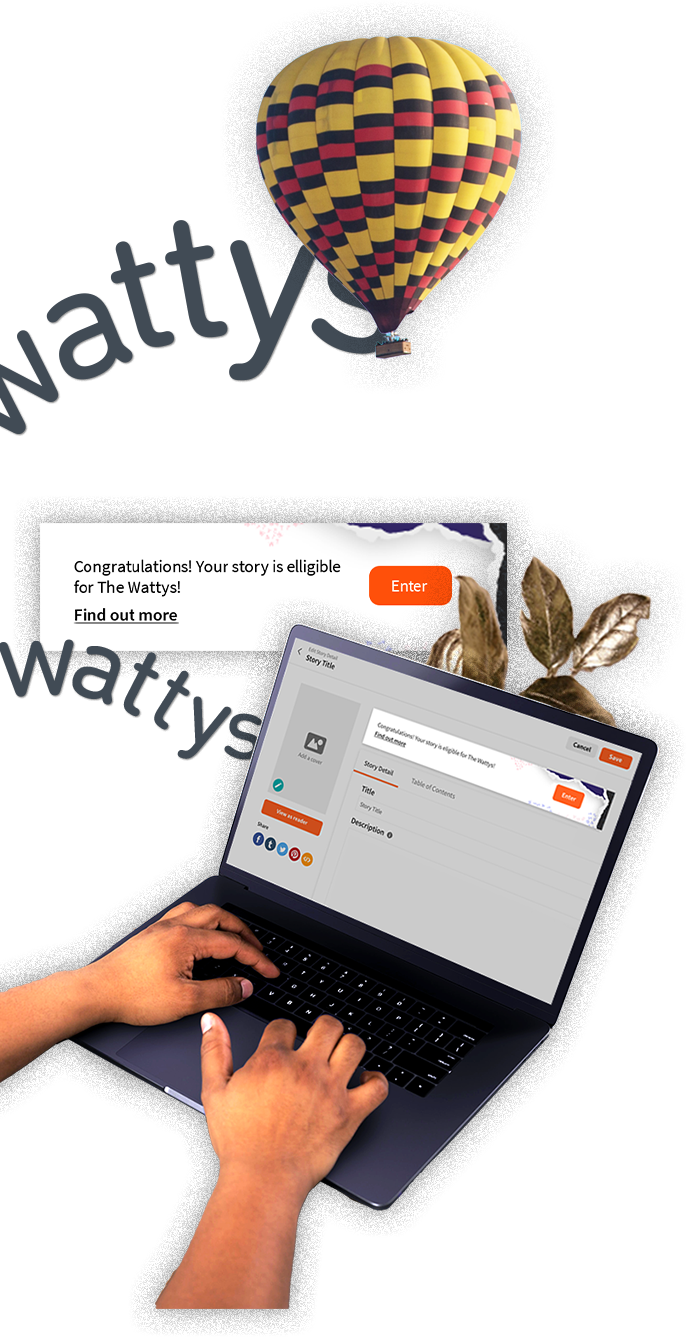 wattys
Congratulations! Your story is elligible
for The Wattys!
Enter
Find out more
wattys
Edit Story Detail
Story Title
Cancel
Save
Congratulations! Your story is elligible for The Wattys!
Find out more
Enter
Add a cover
Story Detail
Table of Contents
Title
Story Title
View as reader
Description
Share